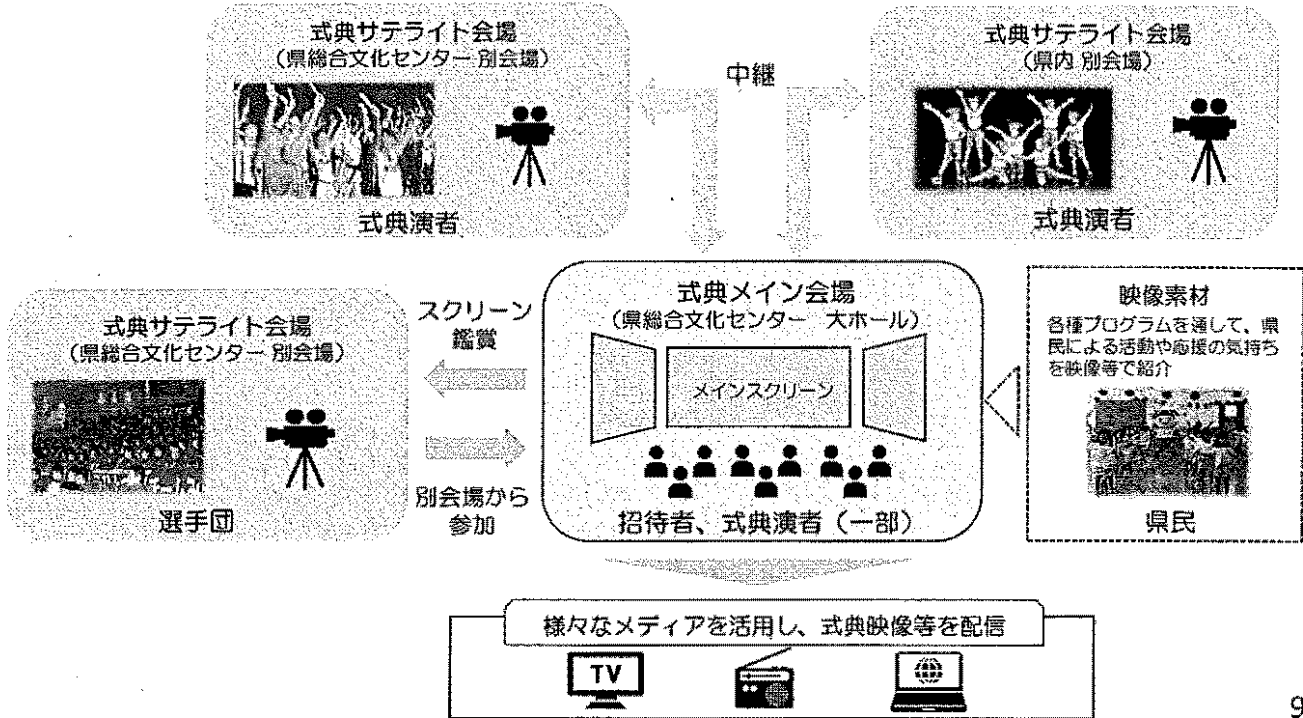 式典サテライト会場
(県総合文化センター 別会場)
式典演者
中継
式典サテライト会場
(県内 別会場)
式典演者
式典サテライト会場
(県総合文化センター 別会場)
選手団
スクリーン
鑑賞
別会場から
参加
式典メイン会場
(県総合文化センター 大ホール)
メインスクリーン
招待者、式典演者(一部)
映像素材
各種プログラムを通して、県
民による活動や応援の気持ち
を映像等で紹介
県民
様々なメディアを活用し、式典映像等を配信
TV
9